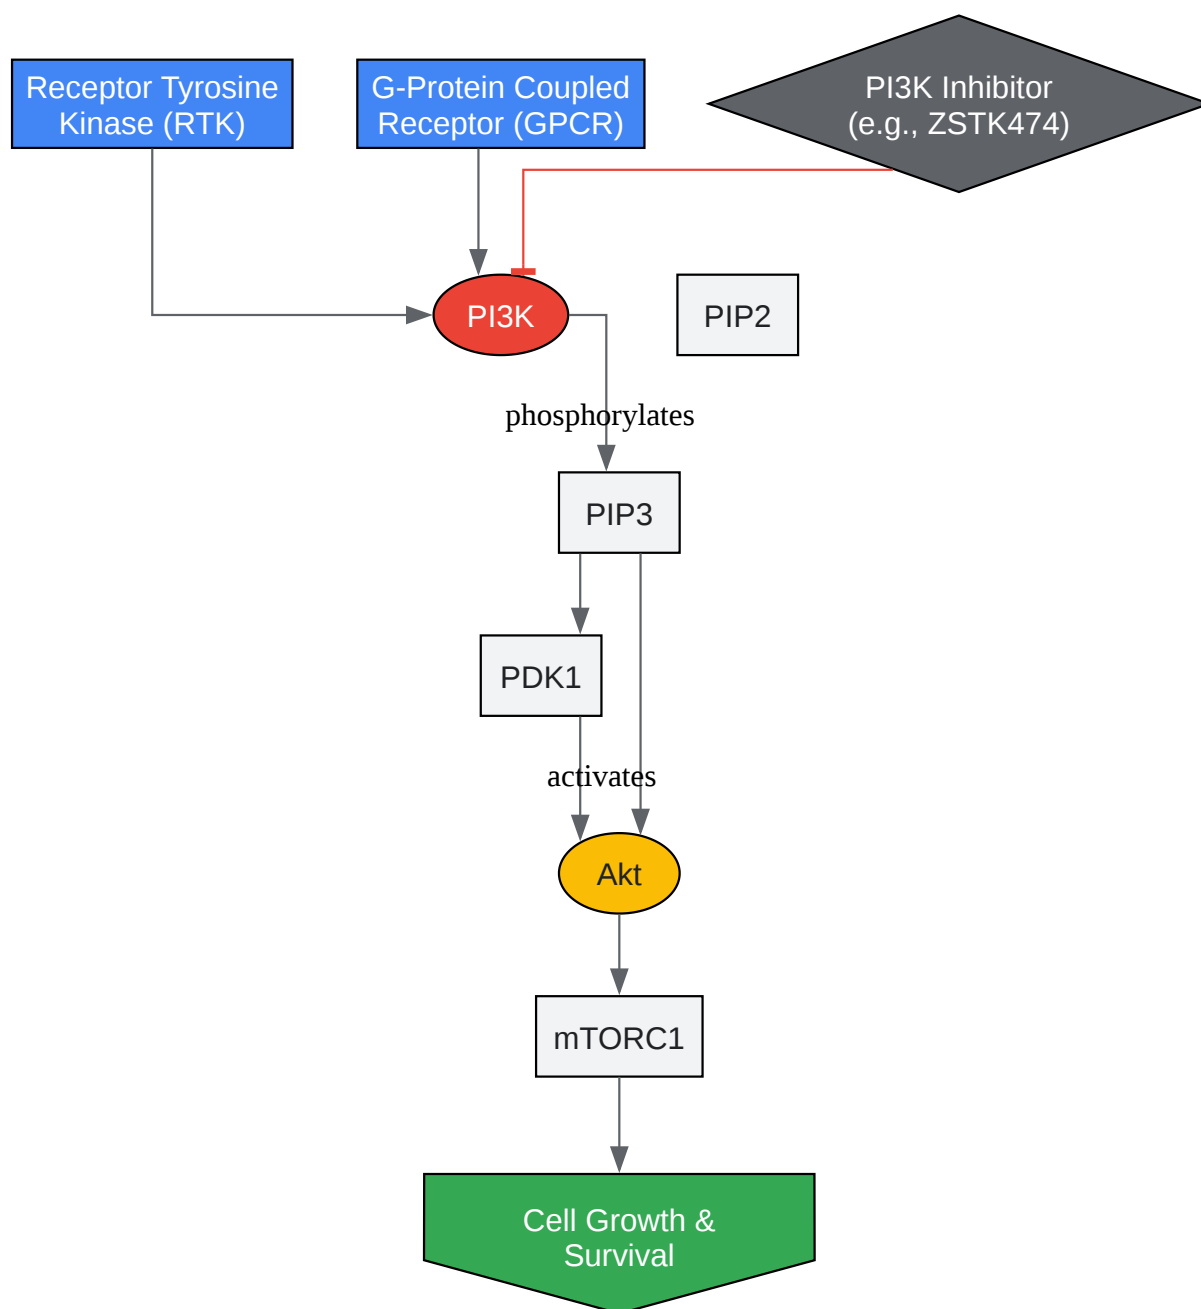 Receptor Tyrosine
Kinase (RTK)
G-Protein Coupled
Receptor (GPCR)
PI3K Inhibitor
(e.g., ZSTK474)
PI3K
PIP2
phosphorylates
PIP3
PDK1
activates
Akt
mTORC1
Cell Growth &
Survival